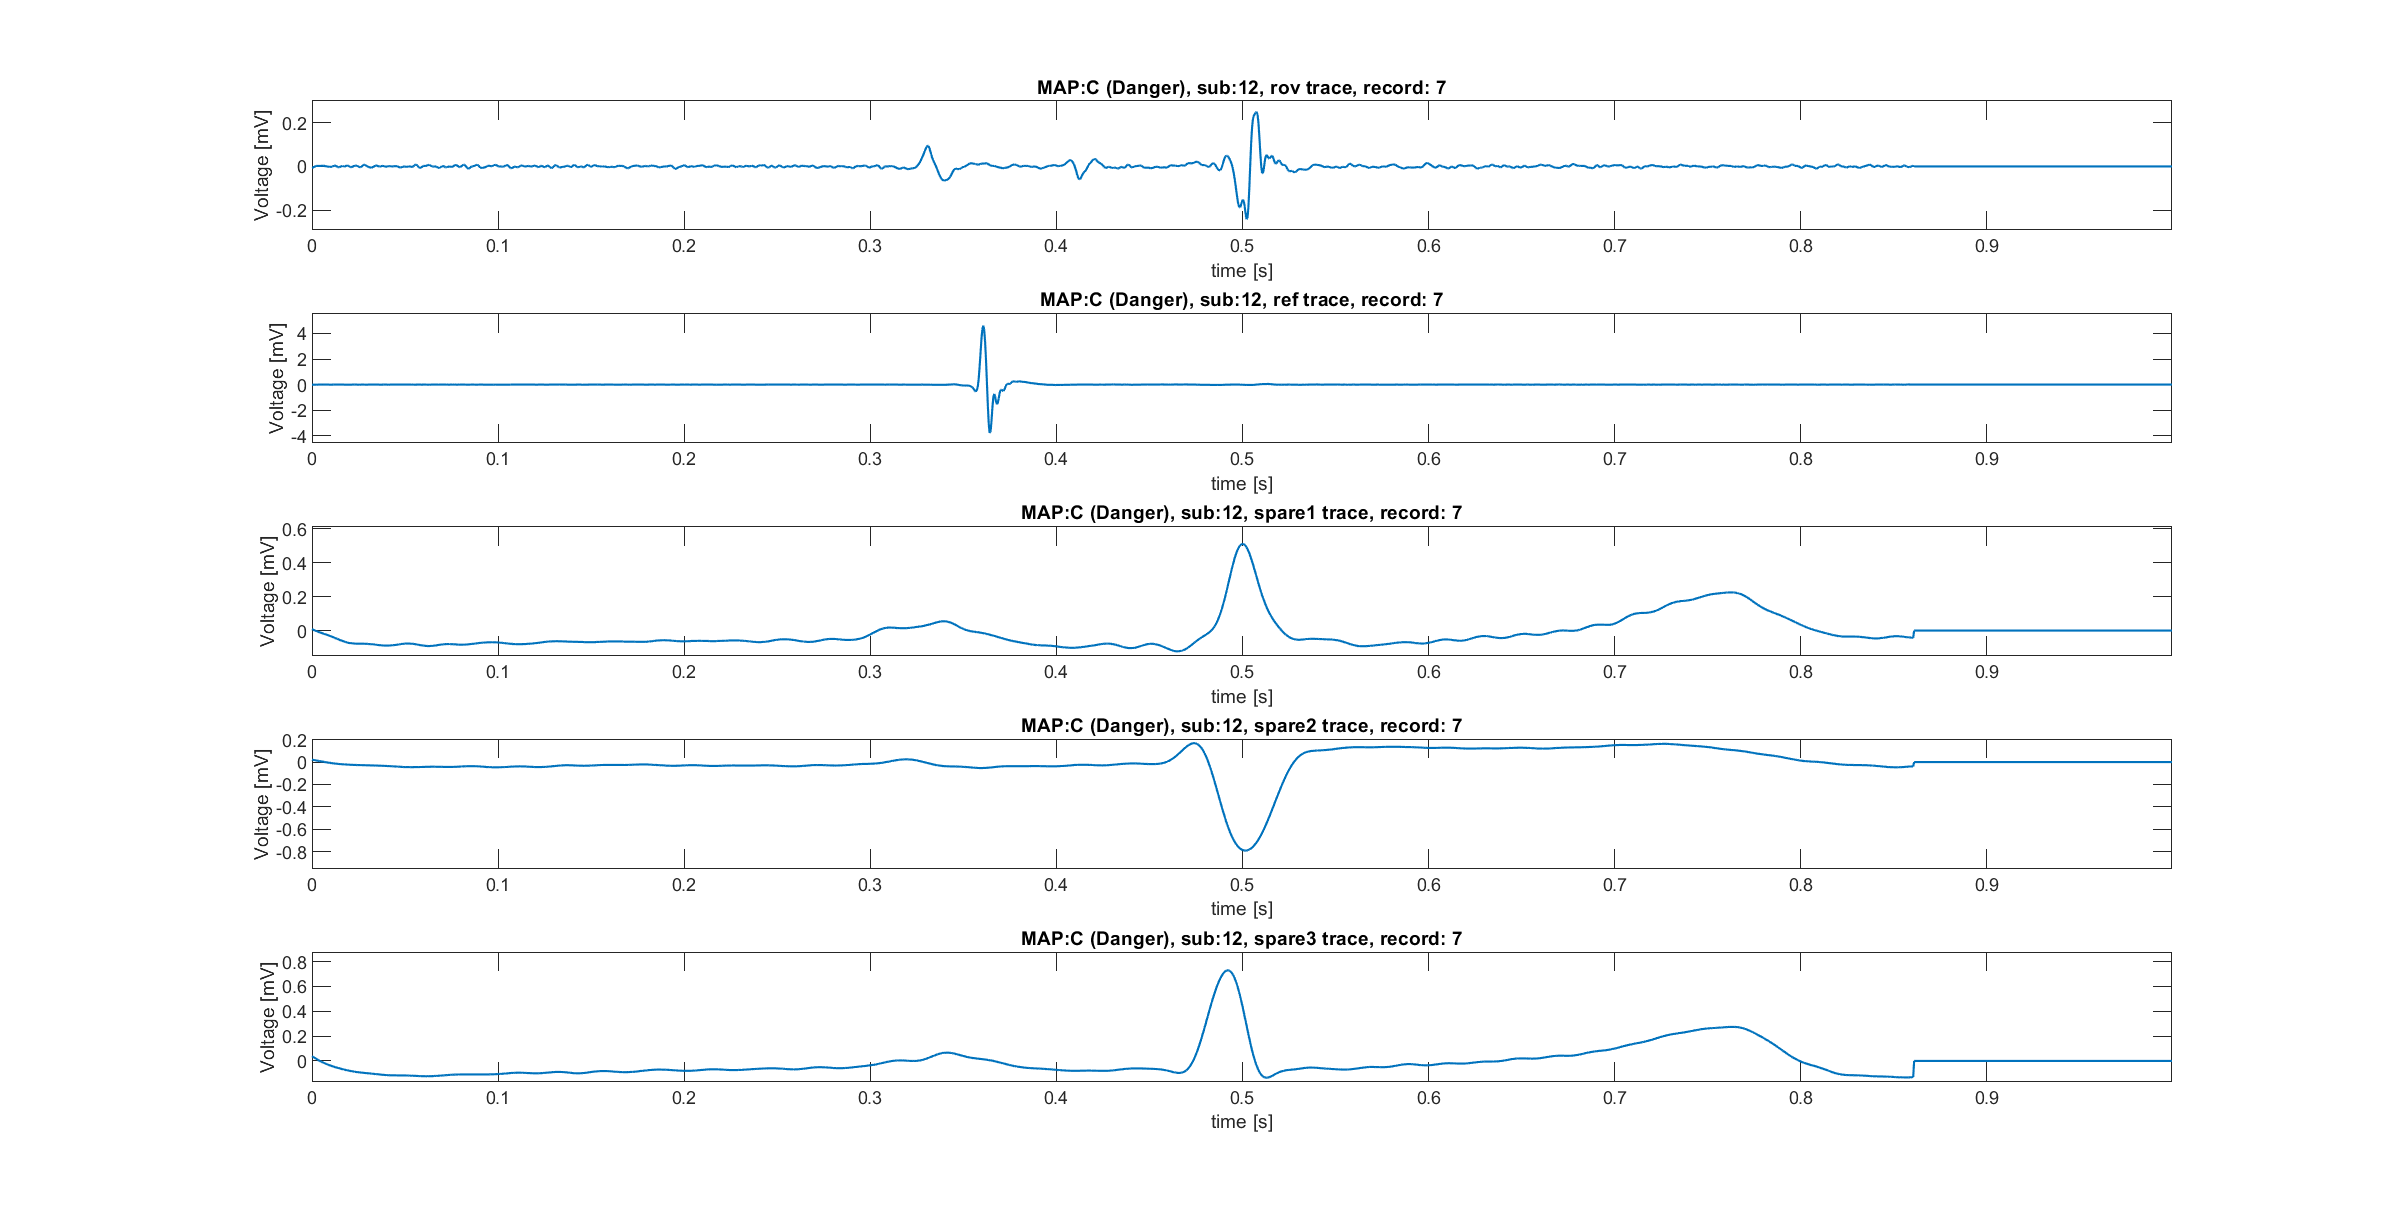 MAP:C (Danger), sub:12, rov trace, record: 7
Voltage [mV]
0.2
0
-0.2
0 0.1 0.2 0.3 0.4 0.5 0.6 0.7 0.8 0.9
time [s]
MAP:C (Danger), sub:12, ref trace, record: 7
Voltage [mV]
4
2
0
-2
-4
0 0.1 0.2 0.3 0.4 0.5 0.6 0.7 0.8 0.9
time [s]
MAP:C (Danger), sub:12, spare1 trace, record: 7
Voltage [mV]
0.6
0.4
0.2
0
0 0.1 0.2 0.3 0.4 0.5 0.6 0.7 0.8 0.9
time [s]
MAP:C (Danger), sub:12, spare2 trace, record: 7
Voltage [mV]
0.2
0
-0.2
-0.4
-0.6
-0.8
0 0.1 0.2 0.3 0.4 0.5 0.6 0.7 0.8 0.9
time [s]
MAP:C (Danger), sub:12, spare3 trace, record: 7
Voltage [mV]
0.8
0.6
0.4
0.2
0
0 0.1 0.2 0.3 0.4 0.5 0.6 0.7 0.8 0.9
time [s]